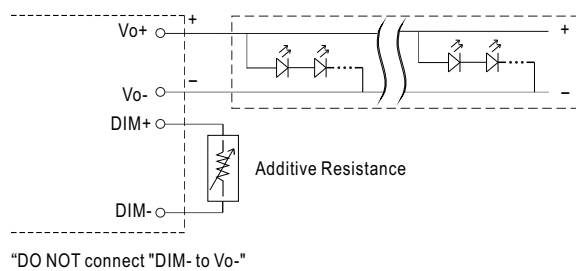 Vo+
+
+
−
Vo-
−
DIM+
Additive Resistance
DIM-
“DO NOT connect "DIM- to Vo-"